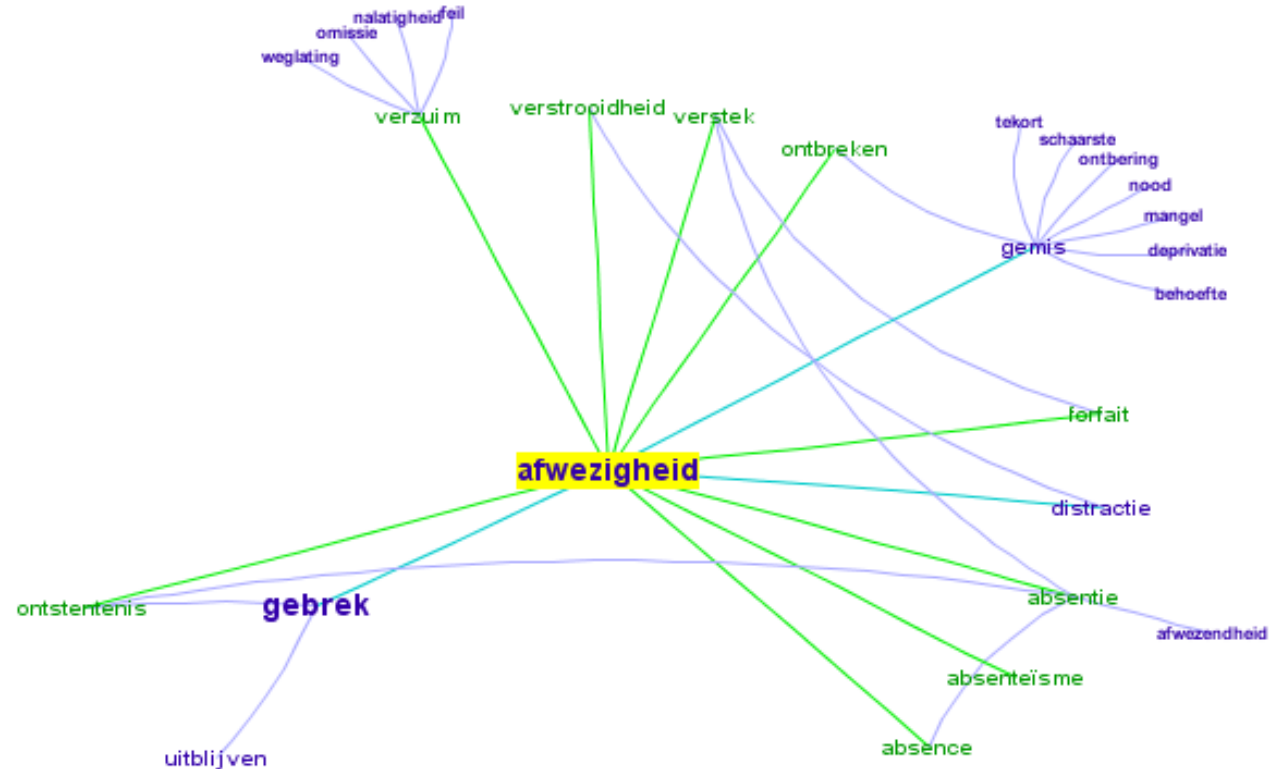 feil
nalatigheid
omissie
weglating
verstrooidheid
verzuim
verstek
tekort
schaarste
ontbreken
ontbering
nood
mangel
gemis
deprivatie
behoefte
forfait
afwezigheid
distractie
absentie
gebrek
ontstentenis
afwezendheid
absenteïsme
absence
uitblijven